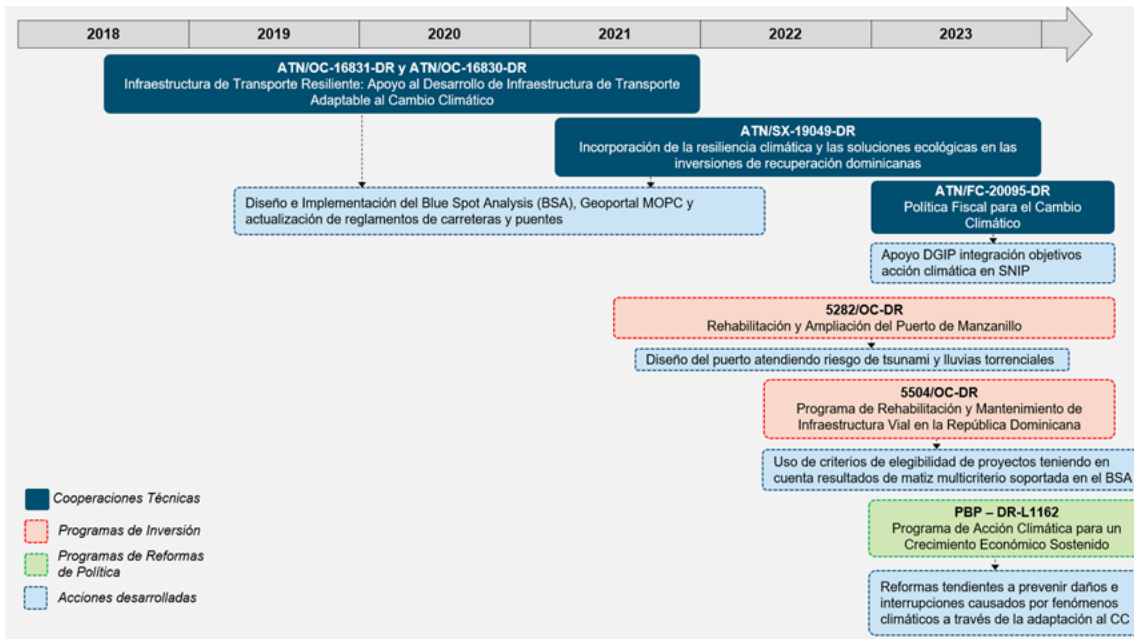 2018
2019
2020
2021
2022
2023
ATN/OC-16831-DR y ATN/OC-16830-DR
Infraestructura de Transporte Resiliente: Apoyo al Desarrollo de Infraestructura de Transporte
Adaptable al Cambio Climático
ATN/SX-19049-DR
Incorporación de la resiliencia climática y las soluciones ecológicas en las
inversiones de recuperación dominicanas
Diseño e Implementación del Blue Spot Analysis (BSA), Geoportal MOPC y
actualización de reglamentos de carreteras y puentes
ATN/FC-20095-DR
Política Fiscal para el Cambio
Climático
Apoyo DGIP integración objetivos
acción climática en SNIP
5282/OC-DR
Rehabilitación y Ampliación del Puerto de Manzanillo
Diseño del puerto atendiendo riesgo de tsunami y lluvias torrenciales
5504/OC-DR
Programa de Rehabilitación y Mantenimiento de
Infraestructura Vial en la República Dominicana
Uso de criterios de elegibilidad de proyectos teniendo en
cuenta resultados de matiz multicriterio soportada en el BSA
PBP – DR-L1162
Programa de Acción Climática para un
Crecimiento Económico Sostenido
Reformas tendientes a prevenir daños e
interrupciones causados por fenómenos
climáticos a través de la adaptación al CC
Cooperaciones Técnicas
Programas de Inversión
Programas de Reformas
de Política
Acciones desarrolladas